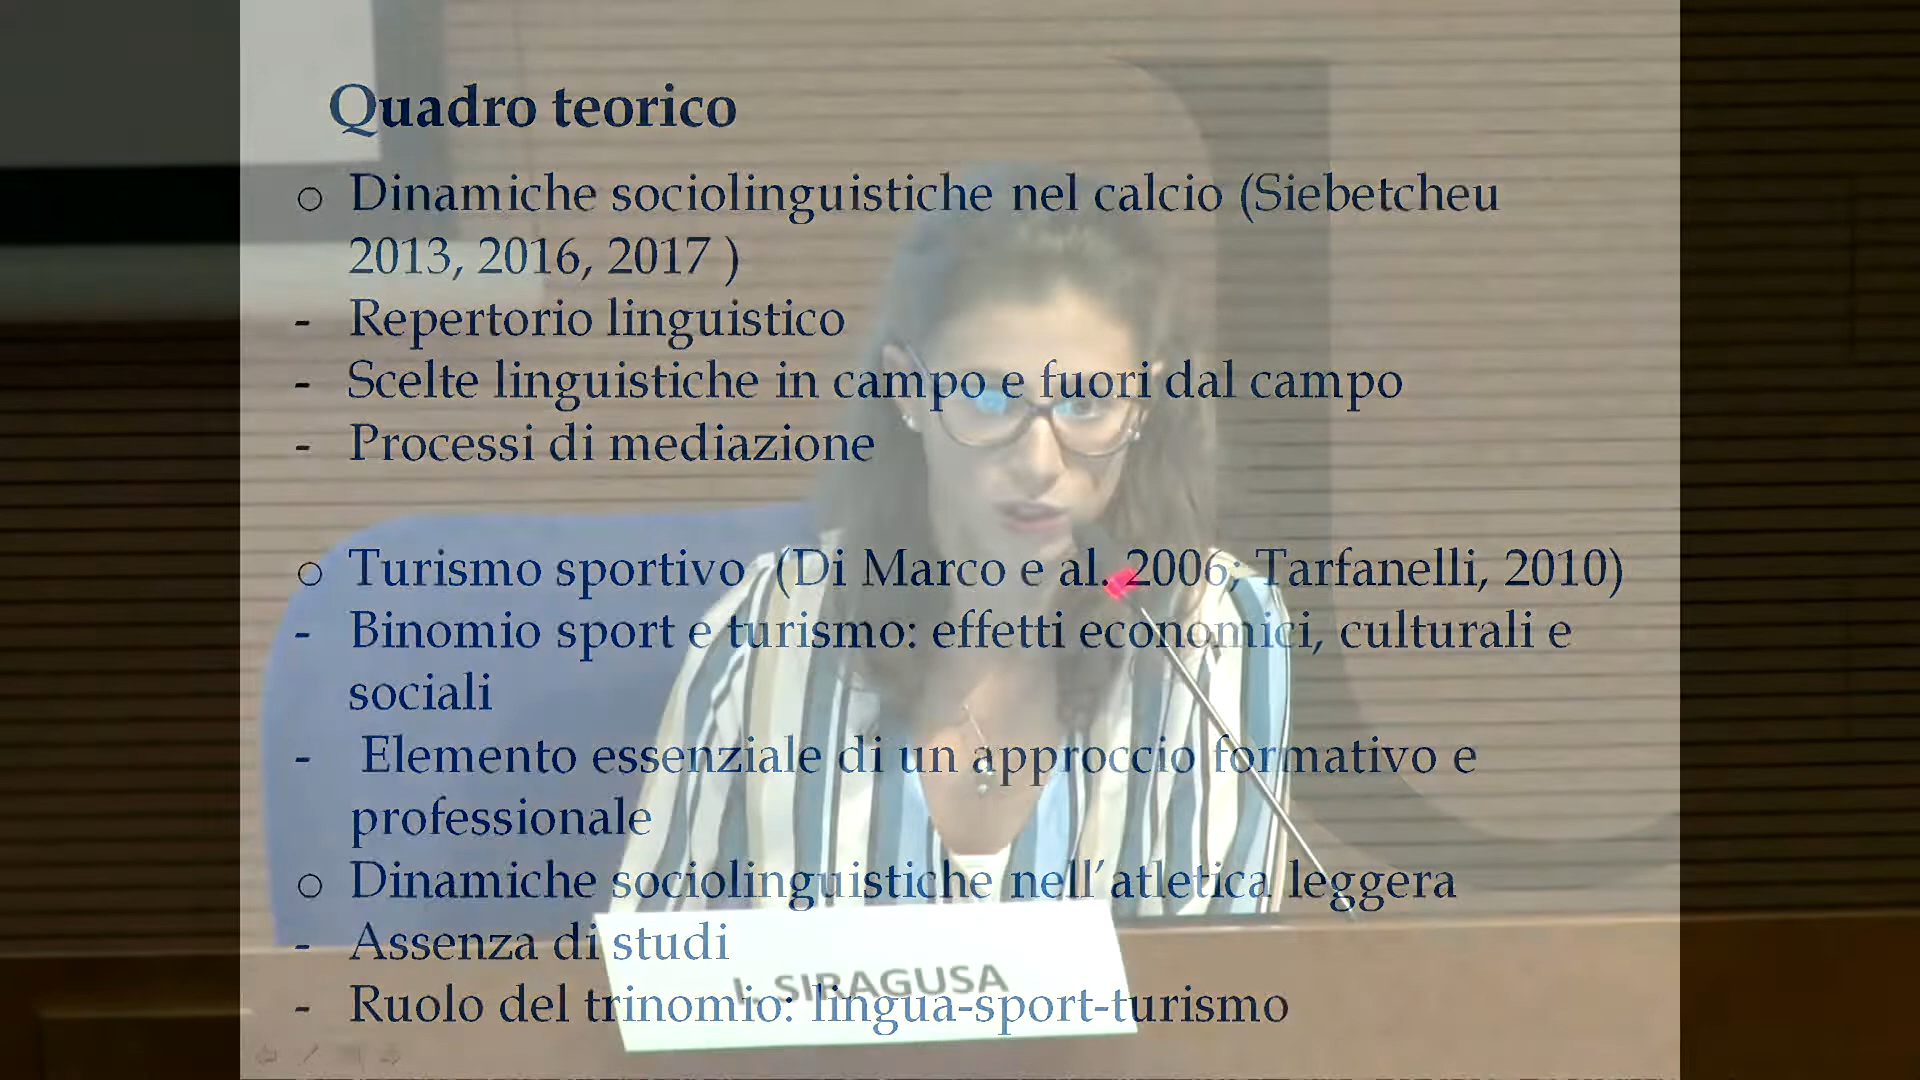 Quadro teorico
o Dinamiche sociolinguistiche nel calcio (Siebetcheu
2013, 2016, 2017 )
- Repertorio linguistico
- Scelte linguistiche in campo e fuori dal campo
- Processi di mediazione
o Turismo sportivo (Di Marco e al. 2006; Tarfanelli, 2010)
- Binomio sport e turismo: effetti economici, culturali e
sociali
- Elemento essenziale di un approccio formativo e
professionale
o Dinamiche sociolinguistiche nell'atletica leggera
- Assenza di studi
I. SIRAGUSA
- Ruolo del trinomio: lingua-sport-turismo